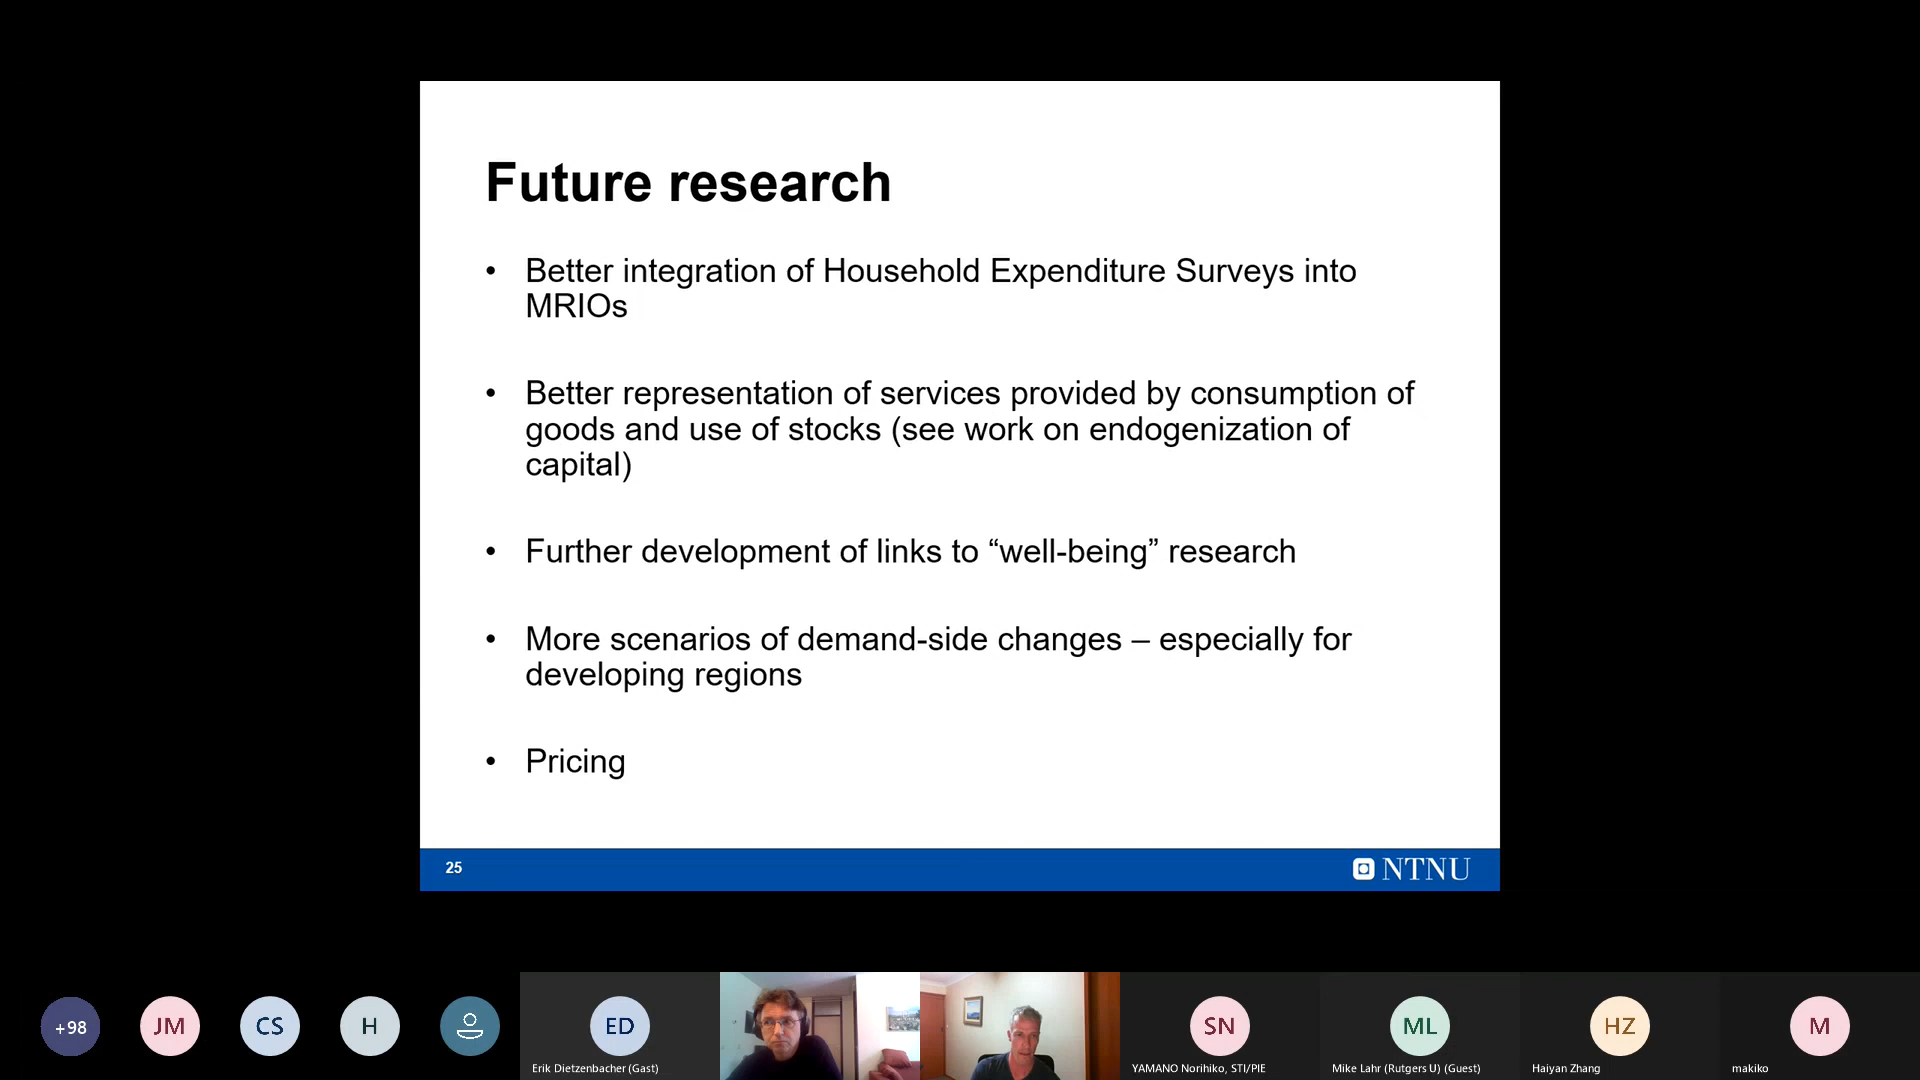 Future research
• Better integration of Household Expenditure Surveys into
MRIOs
• Better representation of services provided by consumption of
goods and use of stocks (see work on endogenization of
capital)
• Further development of links to “well-being” research
• More scenarios of demand-side changes – especially for
developing regions
• Pricing
25
NTNU
+98
JM
CS
H
ED
Erik Dietzenbacher (Gast)
SN
YAMANO Norihiko, STI/PIE
ML
Mike Lahr (Rutgers U) (Guest)
HZ
Haiyan Zhang
M
makiko